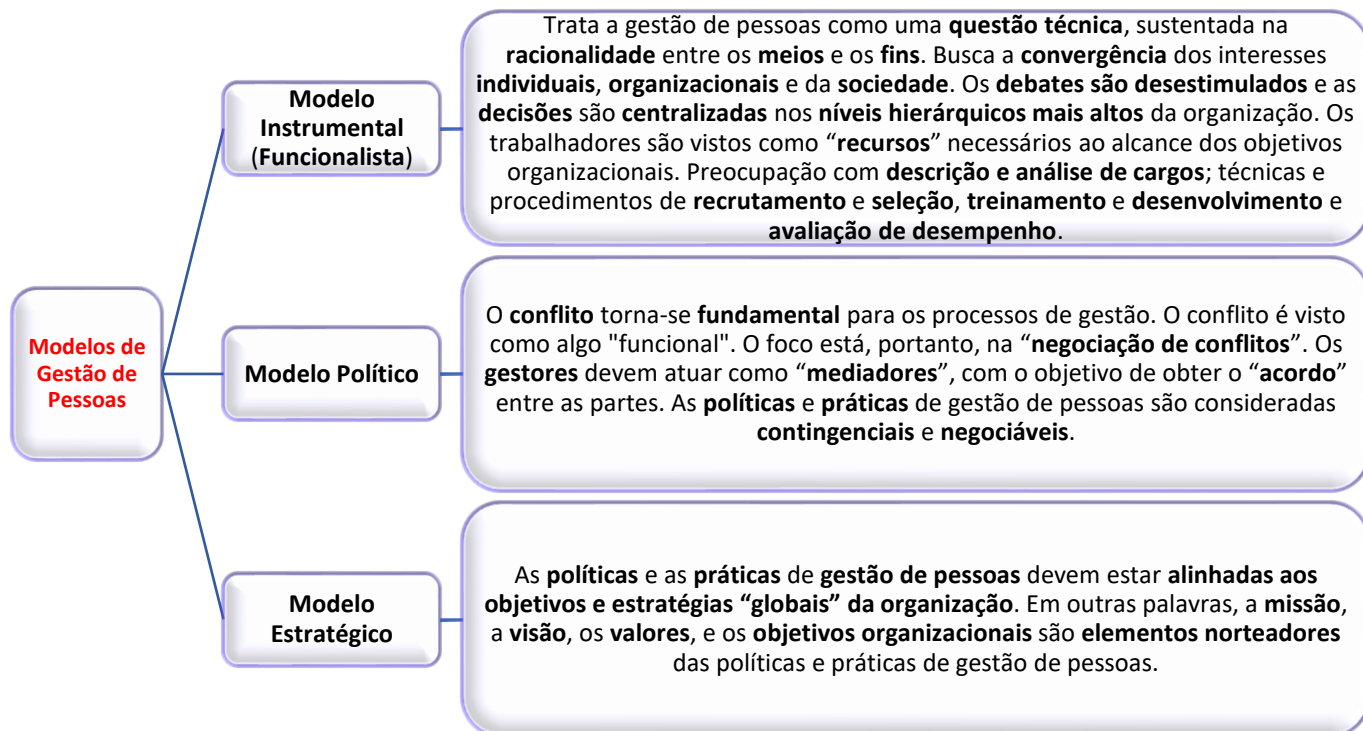 Modelos de
Gestão de
Pessoas
Modelo
Instrumental
(Funcionalista)
Trata a gestão de pessoas como uma questão técnica, sustentada na
racionalidade entre os meios e os fins. Busca a convergência dos interesses
individuais, organizacionais e da sociedade. Os debates são desestimulados e as
decisões são centralizadas nos níveis hierárquicos mais altos da organização. Os
trabalhadores são vistos como “recursos” necessários ao alcance dos objetivos
organizacionais. Preocupação com descrição e análise de cargos; técnicas e
procedimentos de recrutamento e seleção, treinamento e desenvolvimento e
avaliação de desempenho.
Modelo Político
O conflito torna-se fundamental para os processos de gestão. O conflito é visto
como algo "funcional". O foco está, portanto, na “negociação de conflitos”. Os
gestores devem atuar como “mediadores”, com o objetivo de obter o “acordo”
entre as partes. As políticas e práticas de gestão de pessoas são consideradas
contingenciais e negociáveis.
Modelo
Estratégico
As políticas e as práticas de gestão de pessoas devem estar alinhadas aos
objetivos e estratégias “globais” da organização. Em outras palavras, a missão,
a visão, os valores, e os objetivos organizacionais são elementos norteadores
das políticas e práticas de gestão de pessoas.